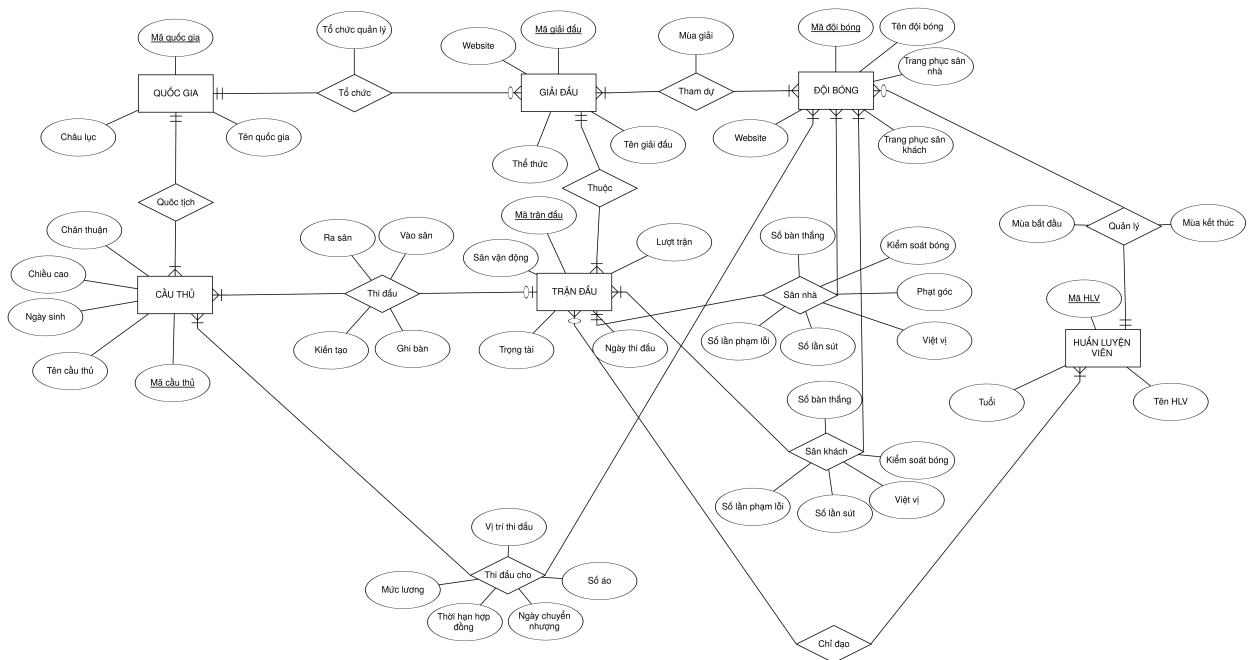 Mã quốc gia
Tổ chức quản lý
Website
Mã giải đấu
Mùa giải
Mã đội bóng
Tên đội bóng
Trang phục sân
nhà
QUỐC GIA
Tổ chức
GIẢI ĐẤU
Tham dự
ĐỘI BÓNG
Châu lục
Tên quốc gia
Thể thức
Tên giải đấu
Website
Trang phục sân
khách
Quôc tịch
Thuộc
Mã trận đấu
Chân thuận
Ra sân
Vào sân
Sân vận động
Lượt trận
Số bàn thắng
Kiểm soát bóng
Mùa bắt đầu
Quản lý
Mùa kết thúc
Chiều cao
CẦU THỦ
Thi đấu
TRẬN ĐẤU
Sân nhà
Phạt góc
Mã HLV
Ngày sinh
Kiến tạo
Ghi bàn
Trọng tài
Ngày thi đấu
Số lần phạm lỗi
Số lần sút
Việt vị
HUẤN LUYỆN
VIÊN
Tên cầu thủ
Mã cầu thủ
Số bàn thắng
Tuổi
Tên HLV
Sân khách
Kiểm soát bóng
Số lần phạm lỗi
Số lần sút
Việt vị
Vị trí thi đấu
Thi đấu cho
Số áo
Mức lương
Thời hạn hợp
đồng
Ngày chuyển
nhượng
Chỉ đạo